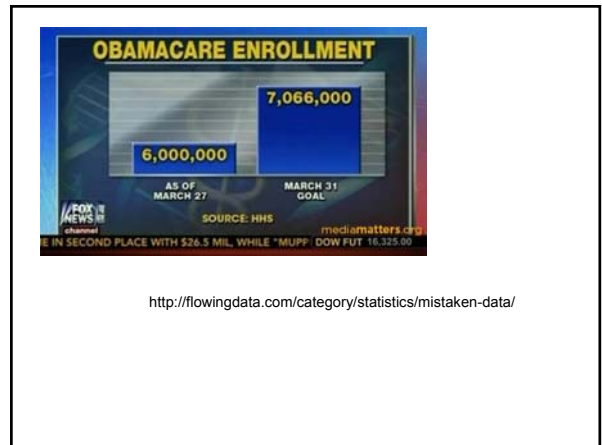 OBAMACARE ENROLLMENT
7,066,000
6,000,000
AS OF
MARCH 27
MARCH 31
GOAL
SOURCE: HHS
FOX
NEWS
channel
mediamatters.org
E IN SECOND PLACE WITH $26.5 MIL, WHILE "MUPP DOW FUT 16,325.00
http://flowingdata.com/category/statistics/mistaken-data/